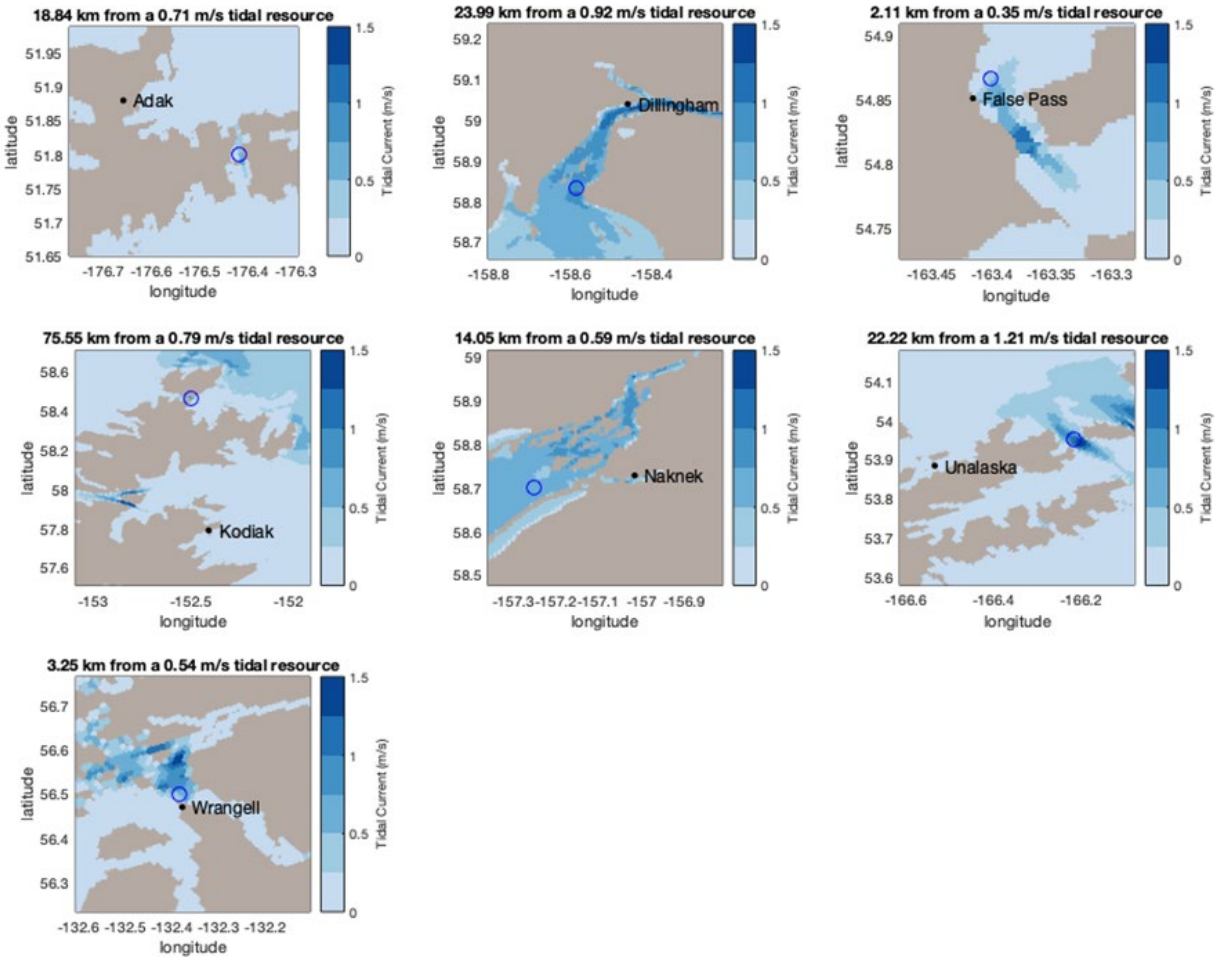 18.84 km from a 0.71 m/s tidal resource
51.95
51.9
51.85
51.8
51.75
51.7
51.65
latitude
Adak
-176.7 -176.6 -176.5 -176.4 -176.3
longitude
1.5
1
0.5
0
Tidal Current (m/s)
23.99 km from a 0.92 m/s tidal resource
59.2
59.1
59
58.9
58.8
58.7
latitude
Dillingham
-158.8 -158.6 -158.4
longitude
1.5
1
0.5
0
Tidal Current (m/s)
2.11 km from a 0.35 m/s tidal resource
54.9
54.85
54.8
54.75
latitude
False Pass
-163.45 -163.4 -163.35 -163.3
longitude
1.5
1
0.5
0
Tidal Current (m/s)
75.55 km from a 0.79 m/s tidal resource
58.6
58.4
58.2
58
57.8
57.6
latitude
Kodiak
-153 -152.5 -152
longitude
1.5
1
0.5
0
Tidal Current (m/s)
14.05 km from a 0.59 m/s tidal resource
59
58.9
58.8
58.7
58.6
58.5
latitude
Naknek
-157.3 -157.2 -157.1 -157 -156.9
longitude
1.5
1
0.5
0
Tidal Current (m/s)
22.22 km from a 1.21 m/s tidal resource
54.1
54
53.9
53.8
53.7
53.6
latitude
Unalaska
-166.6 -166.4 -166.2
longitude
1.5
1
0.5
0
Tidal Current (m/s)
3.25 km from a 0.54 m/s tidal resource
56.7
56.6
56.5
56.4
56.3
latitude
Wrangell
-132.6 -132.5 -132.4 -132.3 -132.2
longitude
1.5
1
0.5
0
Tidal Current (m/s)